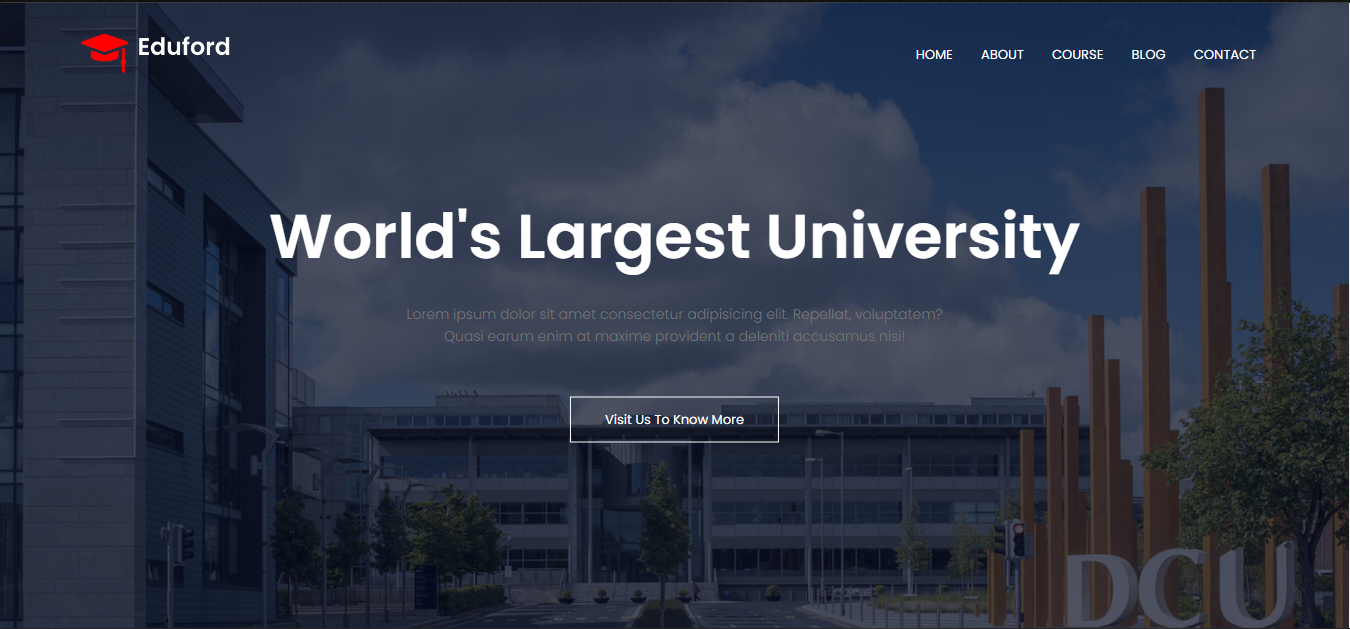 Eduford
HOME ABOUT COURSE BLOG CONTACT
World's Largest University
Lorem ipsum dolor sit amet consectetur adipisicing elit. Repellat, voluptatem?
Quasi earum enim at maxime provident a deleniti accusamus nisi!
Visit Us To Know More
DCU